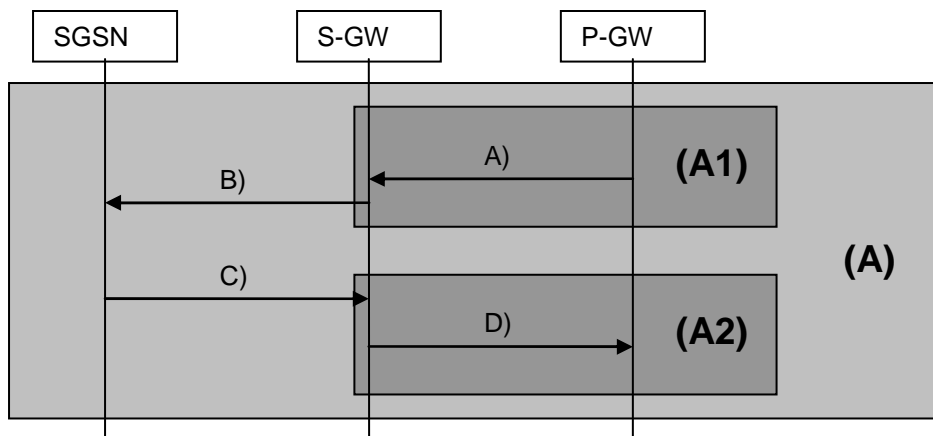 SGSN S-GW P-GW
A) (A1)
B)
(A)
C)
D) (A2)